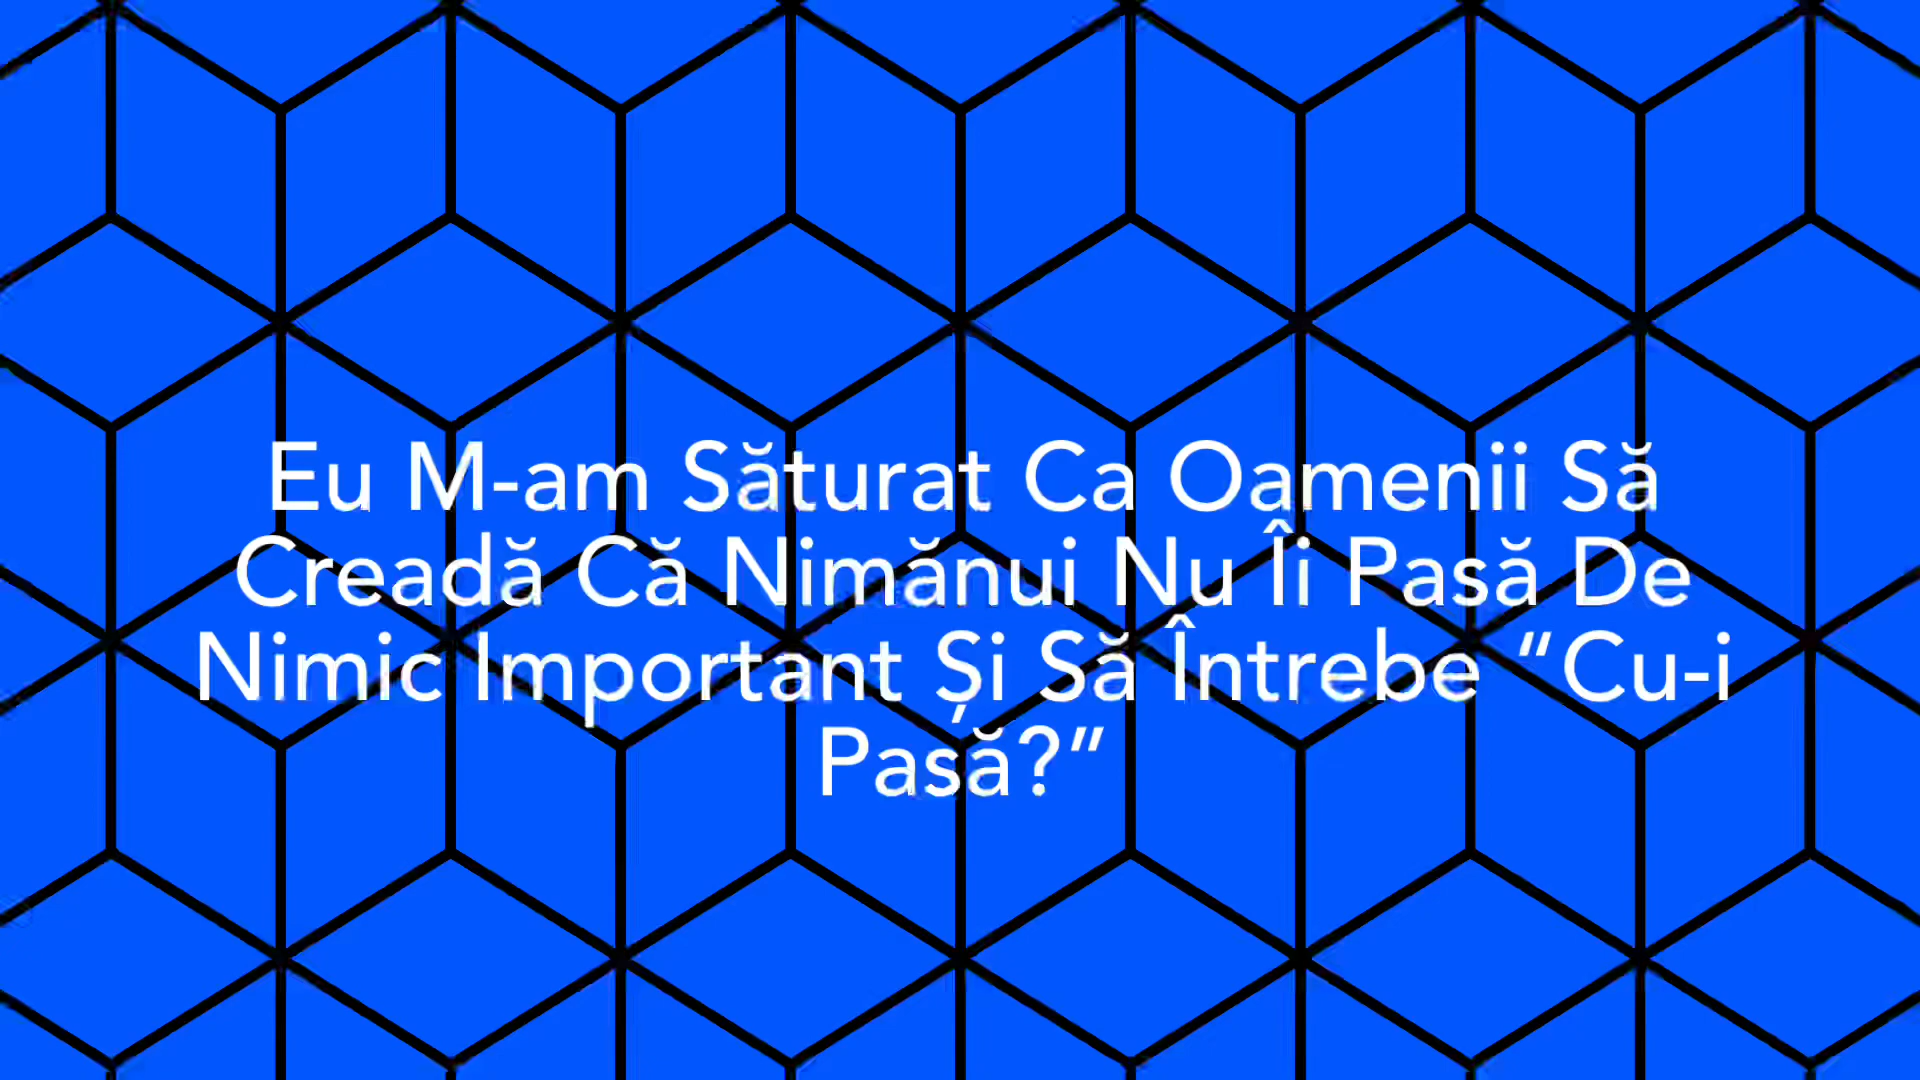 Eu M-am Săturat Ca Oamenii Să
Creadă Că Nimănui Nu Îi Pasă De
Nimic Important Și Să Întrebe “Cu-i
Pasă?”